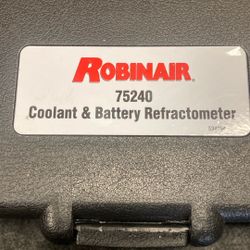 ROBINAIR®
75240
Coolant & Battery Refractometer